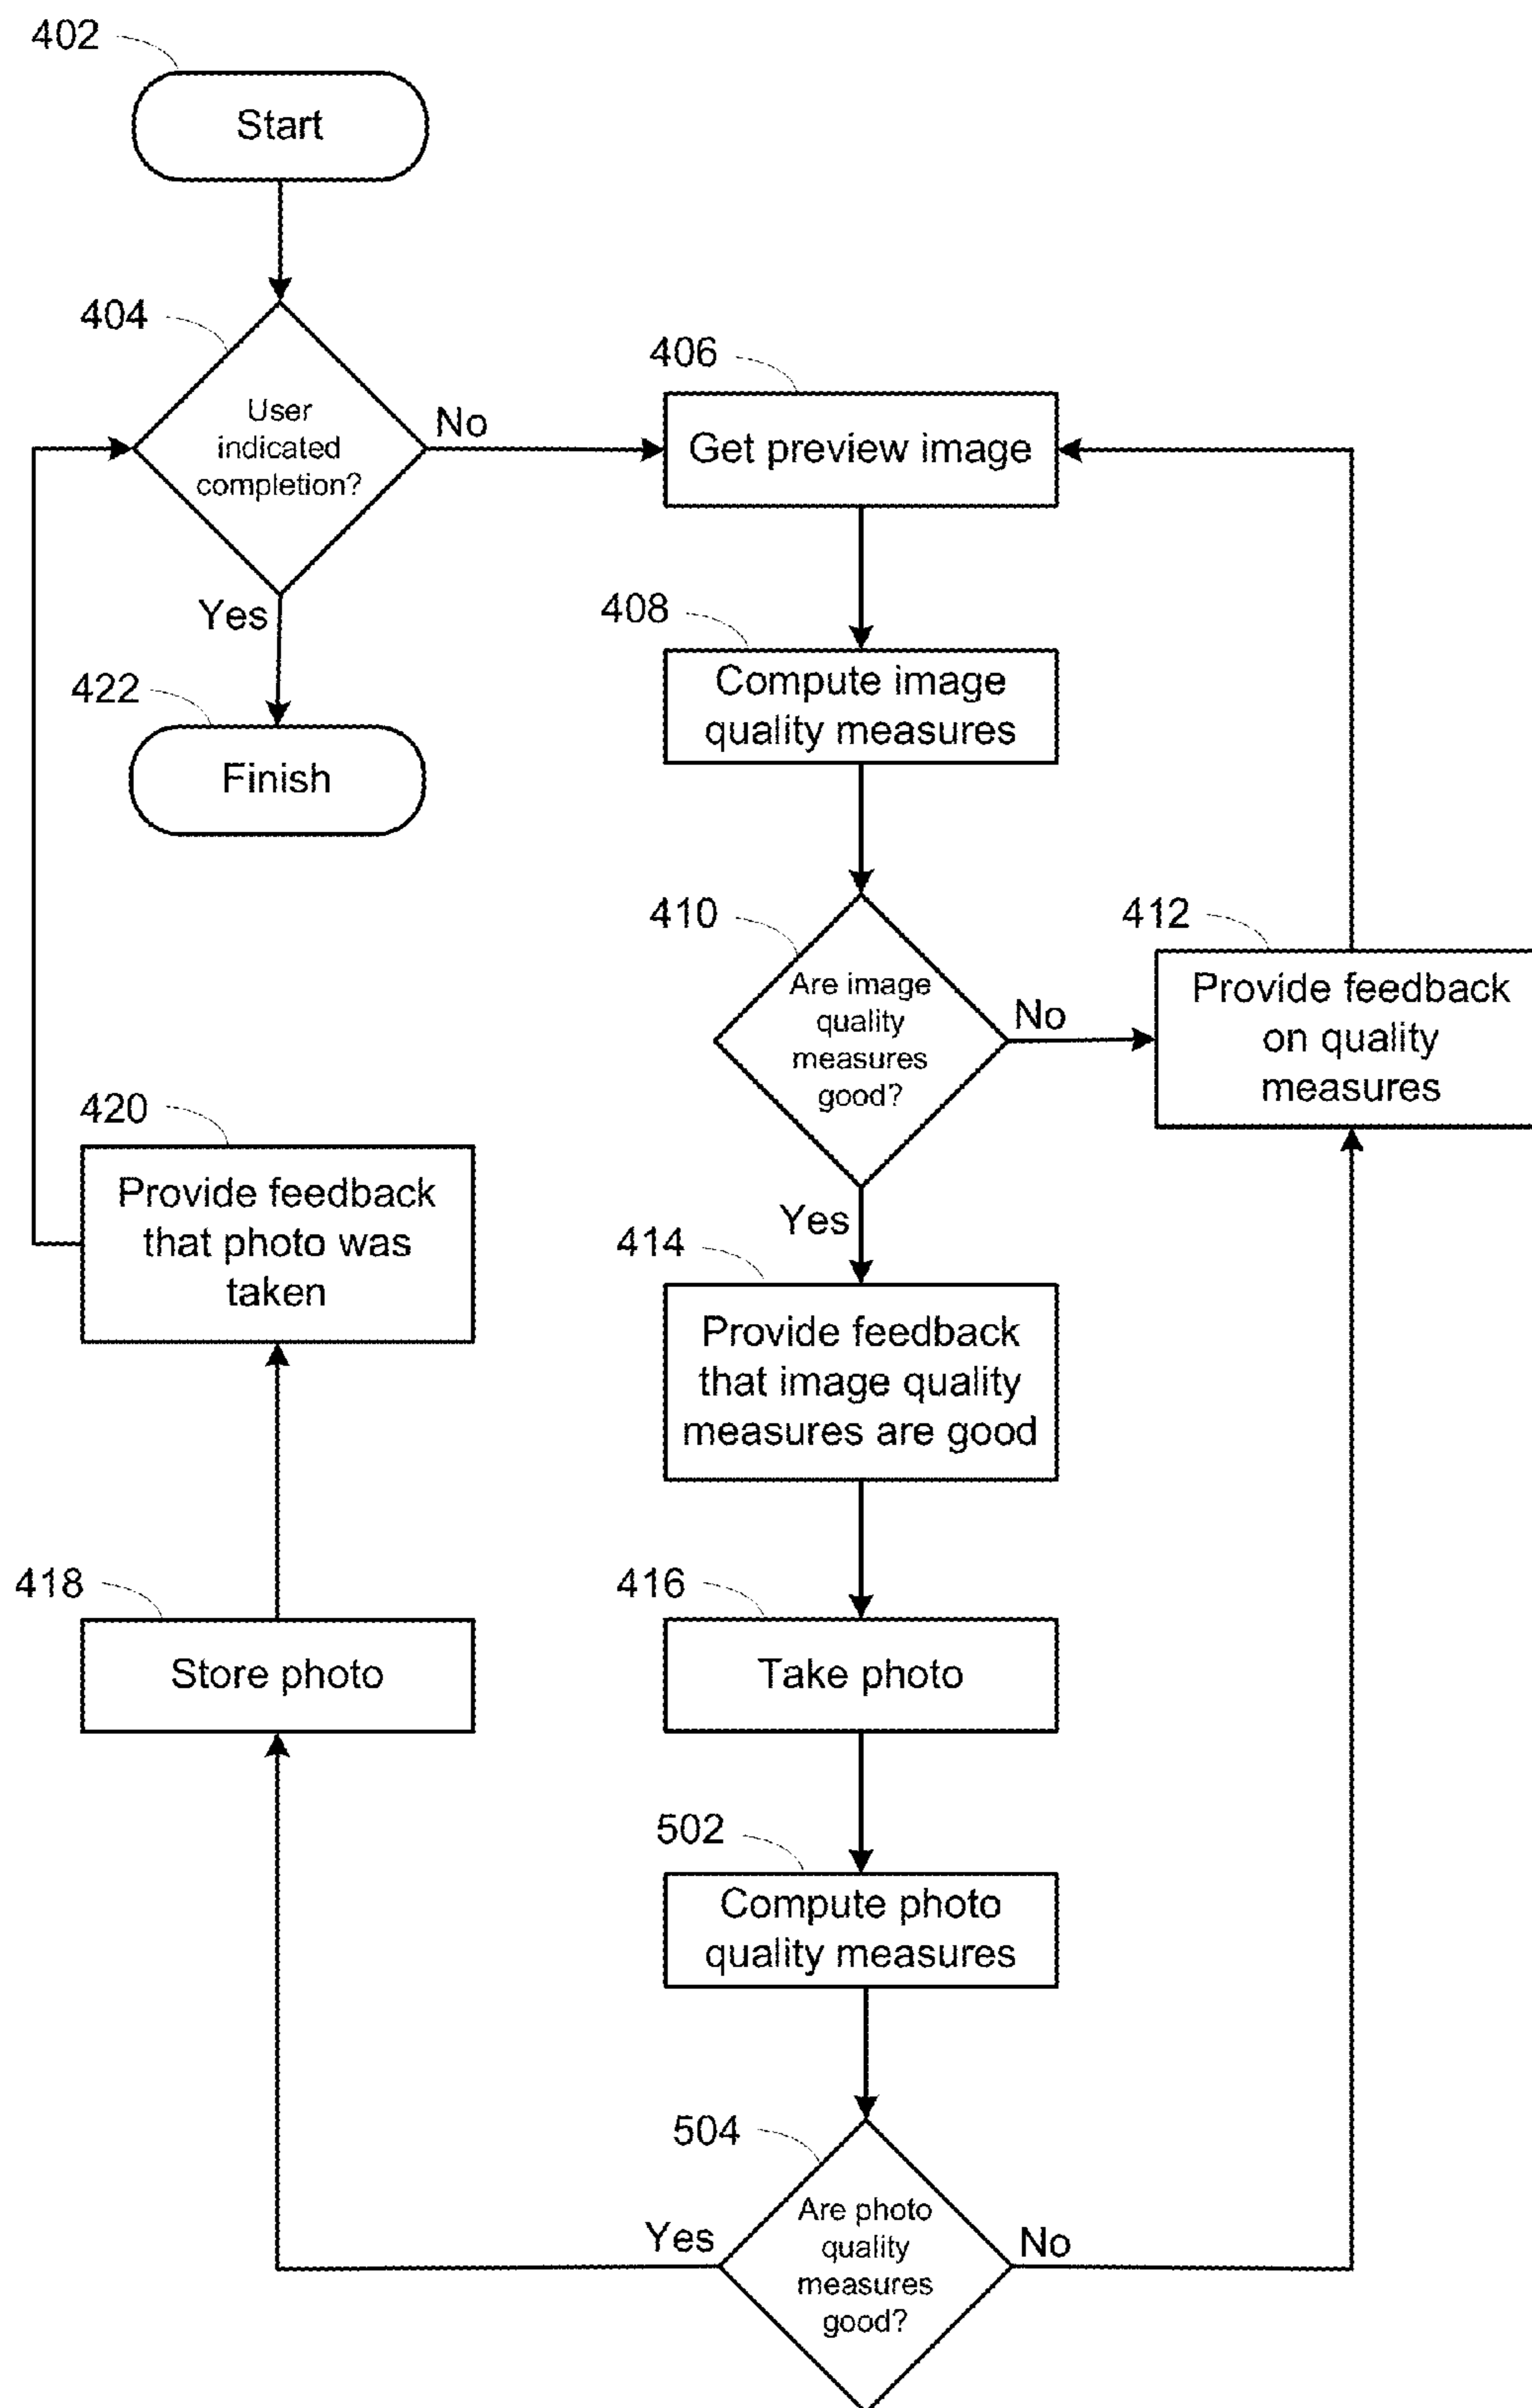 402
Start
404
User
indicated
completion?
No
Yes
406
Get preview image
408
Compute image
quality measures
422
Finish
410
Are image
quality
measures
good?
No
Yes
412
Provide feedback
on quality
measures
420
Provide feedback
that photo was
taken
414
Provide feedback
that image quality
measures are good
418
Store photo
416
Take photo
502
Compute photo
quality measures
504
Are photo
quality
measures
good?
Yes
No